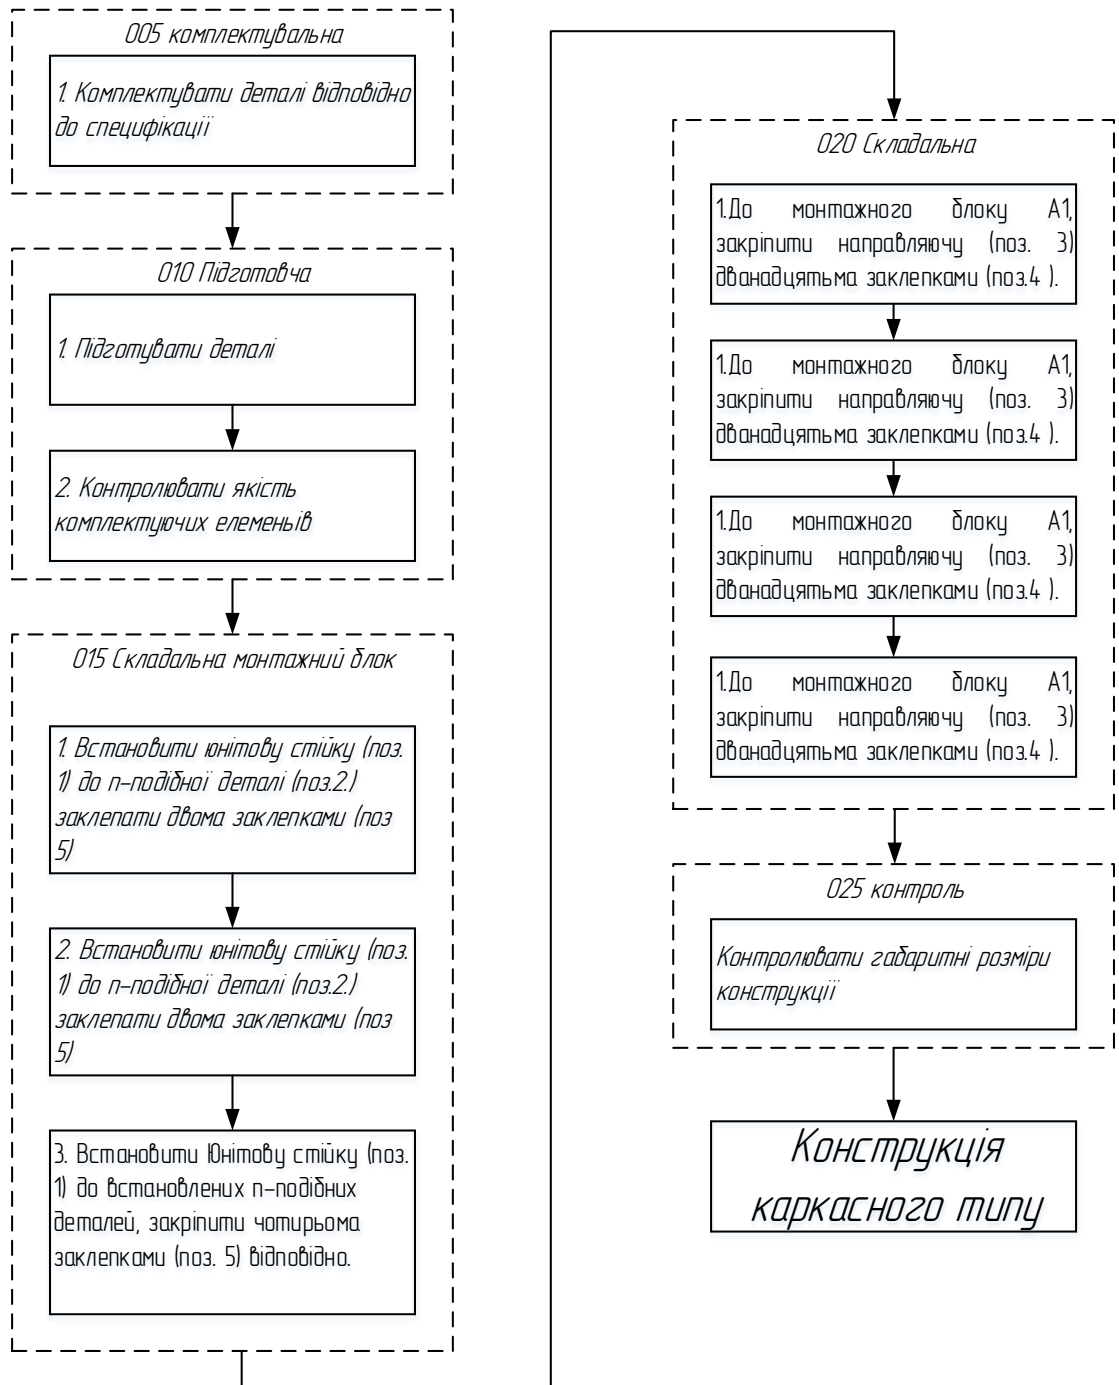 005 комплектувальна
1. Комплектувати деталі відповідно
до специфікації
010 Підготовча
1. Підготувати деталі
2. Контролювати якість
комплектуючих елеменьів
015 Складальна монтажний блок
1. Встановити юнітову стійку (поз.
1) до п-подібної деталі (поз.2.)
заклепати двома заклепками (поз
5)
2. Встановити юнітову стійку (поз.
1) до п-подібної деталі (поз.2.)
заклепати двома заклепками (поз
5)
3. Встановити Юнітову стійку (поз.
1) до встановлених п-подібних
деталей, закріпити чотирьома
заклепками (поз. 5) відповідно.
020 Складальна
1.До монтажного блоку А1,
закріпити направляючу (поз. 3)
дванадцятьма заклепками (поз.4 ).
1.До монтажного блоку А1,
закріпити направляючу (поз. 3)
дванадцятьма заклепками (поз.4 ).
1.До монтажного блоку А1,
закріпити направляючу (поз. 3)
дванадцятьма заклепками (поз.4 ).
1.До монтажного блоку А1,
закріпити направляючу (поз. 3)
дванадцятьма заклепками (поз.4 ).
025 контроль
Контролювати габаритні розміри
конструкції
Конструкція
каркасного типу